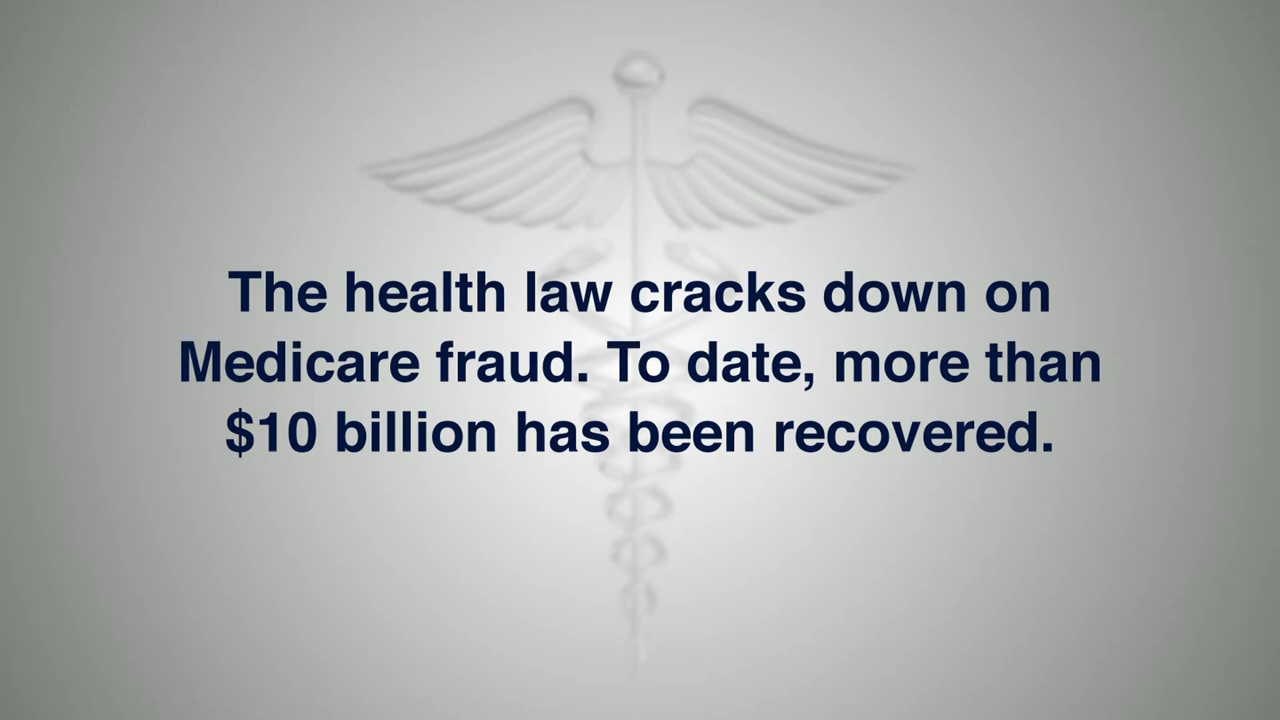 The health law cracks down on
Medicare fraud. To date, more than
$10 billion has been recovered.